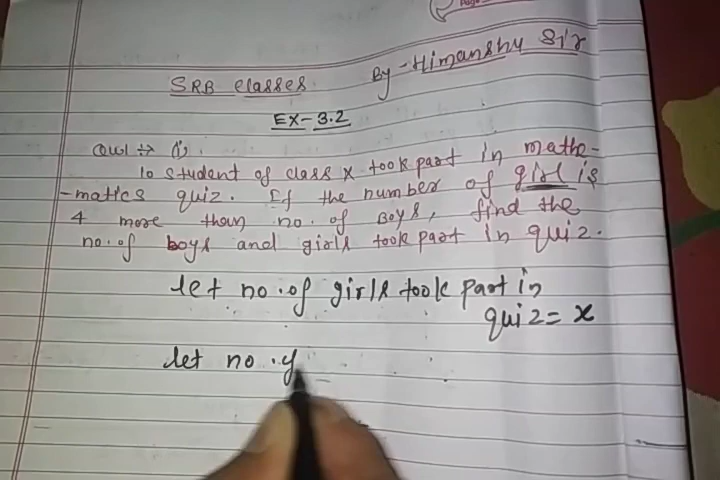 SRB classes. By-Himanshu Sir
EX-3.2
Qus1 → (i).
10 student of class X took part in mathe-
-matics quiz. If the number of girl is
4 more than no. of Boys, find the
no. of boys and girls took part in quiz.
let no. of girls took part in
quiz = x
let no. of